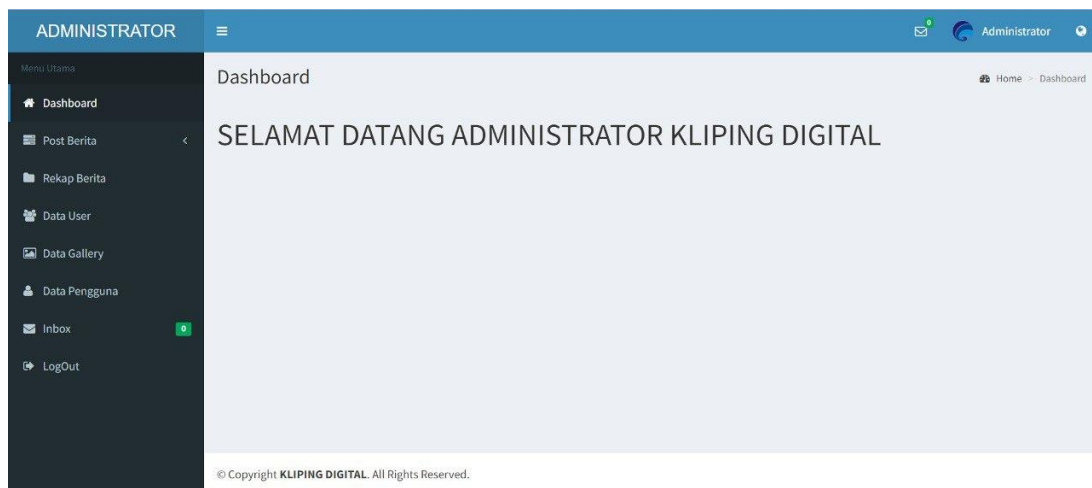 ADMINISTRATOR
0
Administrator
Menu Utama
Dashboard
Home > Dashboard
Dashboard
Post Berita <
SELAMAT DATANG ADMINISTRATOR KLIPING DIGITAL
Rekap Berita
Data User
Data Gallery
Data Pengguna
Inbox 0
LogOut
© Copyright KLIPING DIGITAL. All Rights Reserved.